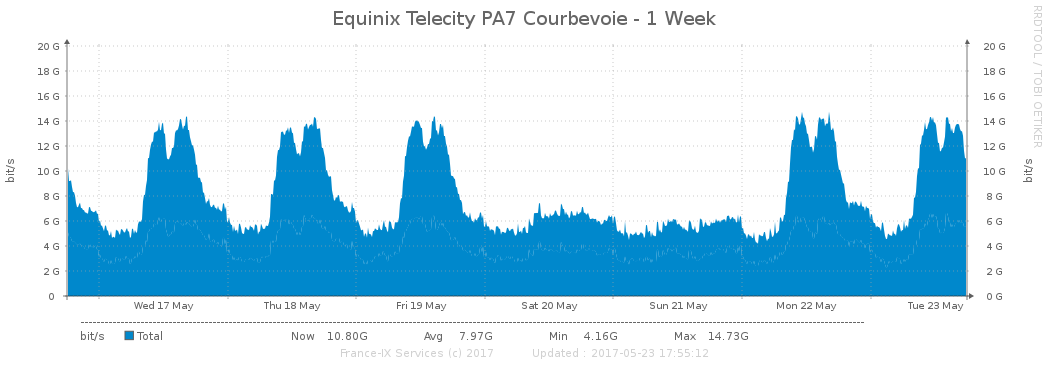 Equinix Telecity PA7 Courbevoie - 1 Week
RRDTOOL / TOBI OETIKER
20 G 20 G
18 G 18 G
16 G 16 G
14 G 14 G
12 G 12 G
10 G 10 G
8 G 8 G
6 G 6 G
4 G 4 G
2 G 2 G
0 0 G
bit/s bit/s
Wed 17 May Thu 18 May Fri 19 May Sat 20 May Sun 21 May Mon 22 May Tue 23 May
bit/s Total Now 10.80G Avg 7.97G Min 4.16G Max 14.73G
France-IX Services (c) 2017 Updated : 2017-05-23 17:55:12